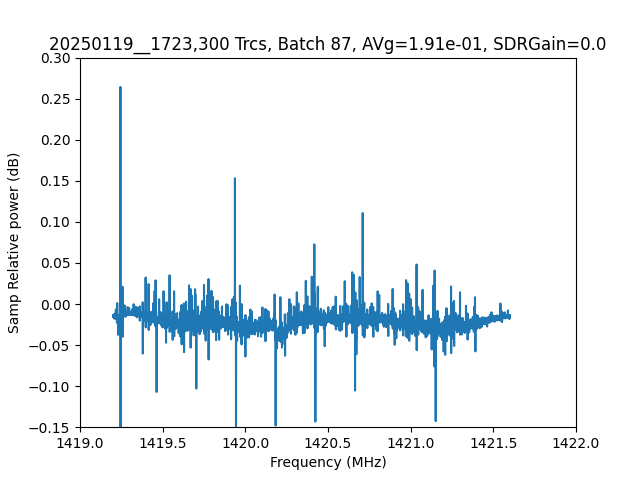 20250119__1723,300 Trcs, Batch 87, AVg=1.91e-01, SDRGain=0.0
0.30
0.25
0.20
0.15
0.10
0.05
0.00
−0.05
−0.10
−0.15
Samp Relative power (dB)
1419.0 1419.5 1420.0 1420.5 1421.0 1421.5 1422.0
Frequency (MHz)